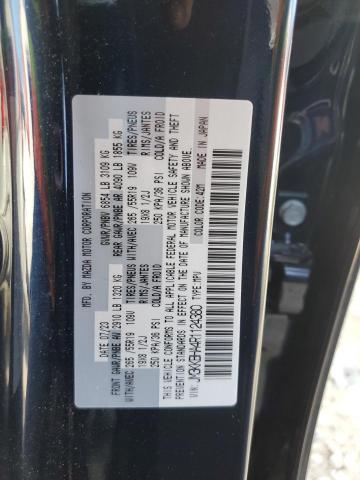 MFD. BY MAZDA MOTOR CORPORATION
DATE: 07/23 GVWR/PNBV 6854 LB 3109 KG
FRONT GAWR/PNBE AV 2910 LB 1320 KG REAR GAWR/PNBE AR 4090 LB 1855 KG
WITH/AVEC 265/55R19 109V TIRES/PNEUS WITH/AVEC 265/55R19 109V TIRES/PNEUS
19X8 1/2J RIMS/JANTES 19X8 1/2J RIMS/JANTES
250 KPA/36 PSI COLD/A FROID 250 KPA/36 PSI COLD/A FROID
THIS VEHICLE CONFORMS TO ALL APPLICABLE FEDERAL MOTOR VEHICLE SAFETY AND THEFT
PREVENTION STANDARDS IN EFFECT ON THE DATE OF MANUFACTURE SHOWN ABOVE.
VIN: JM3KKBHA4R1124380 TYPE: MPV COLOR CODE: 42M MADE IN JAPAN